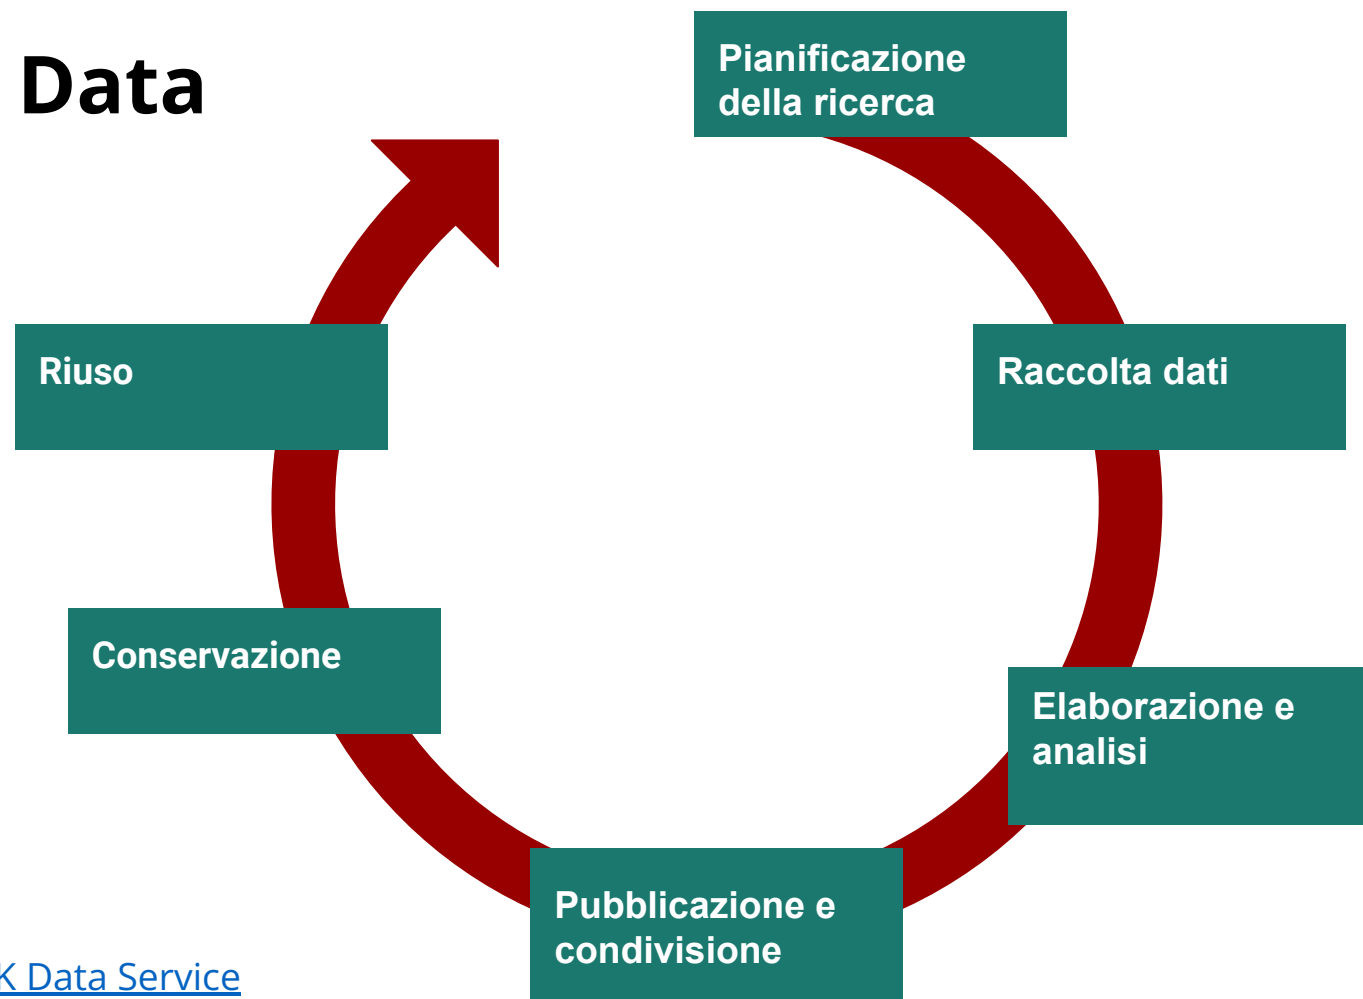 Data
Pianificazione
della ricerca
Raccolta dati
Elaborazione e
analisi
Pubblicazione e
condivisione
Conservazione
Riuso
K Data Service